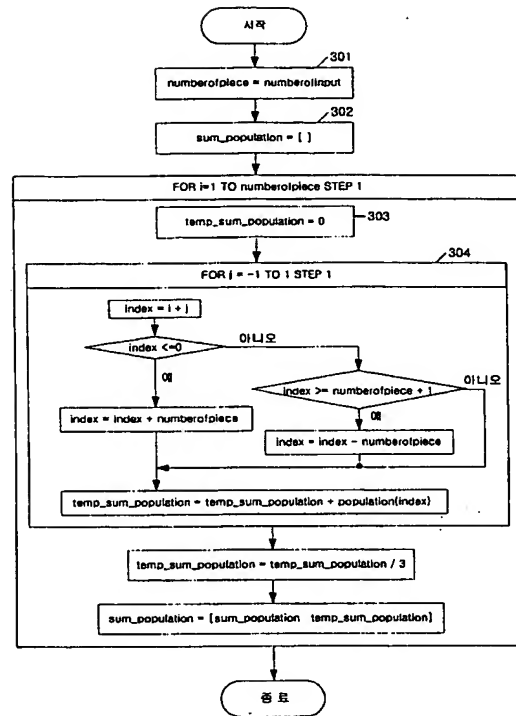 시작
301
numberofpiece = numberofinput
302
sum_population = [ ]
FOR i=1 TO numberofpiece STEP 1
temp_sum_population = 0
303
304
FOR j = -1 TO 1 STEP 1
index = i + j
index <=0
아니오
예
index >= numberofpiece + 1
아니오
예
index = index + numberofpiece
index = index - numberofpiece
temp_sum_population = temp_sum_population + population(index)
temp_sum_population = temp_sum_population / 3
sum_population = [sum_population temp_sum_population]
종료